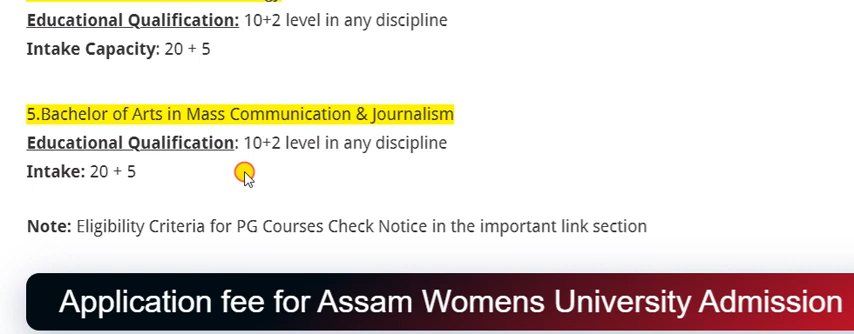 Educational Qualification: 10+2 level in any discipline
Intake Capacity: 20 + 5
5.Bachelor of Arts in Mass Communication & Journalism
Educational Qualification: 10+2 level in any discipline
Intake: 20 + 5
Note: Eligibility Criteria for PG Courses Check Notice in the important link section
Application fee for Assam Womens University Admission